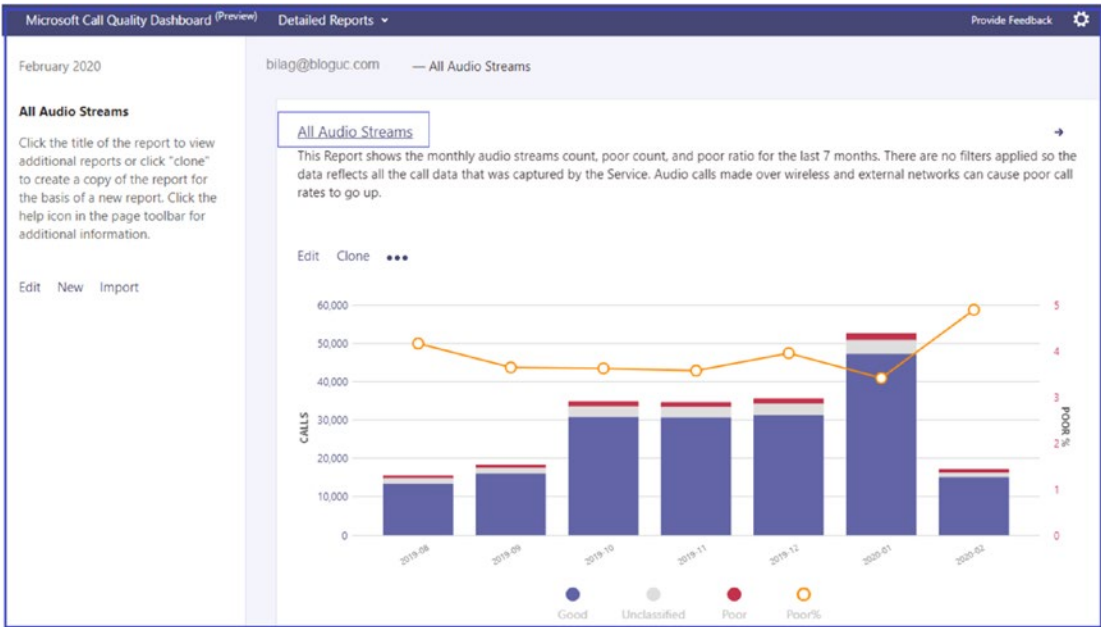 Microsoft Call Quality Dashboard (Preview) Detailed Reports
Provide Feedback
February 2020
All Audio Streams
Click the title of the report to view
additional reports or click "clone"
to create a copy of the report for
the basis of a new report. Click the
help icon in the page toolbar for
additional information.
Edit New Import
bilag@bloguc.com — All Audio Streams
All Audio Streams
This Report shows the monthly audio streams count, poor count, and poor ratio for the last 7 months. There are no filters applied so the
data reflects all the call data that was captured by the Service. Audio calls made over wireless and external networks can cause poor call
rates to go up.
Edit Clone
60,000
50,000
40,000
30,000
20,000
10,000
0
CALLS
5
4
3
2
1
0
POOR %
2019-08
2019-09
2019-10
2019-11
2019-12
2020-01
2020-02
Good Unclassified Poor Poor%